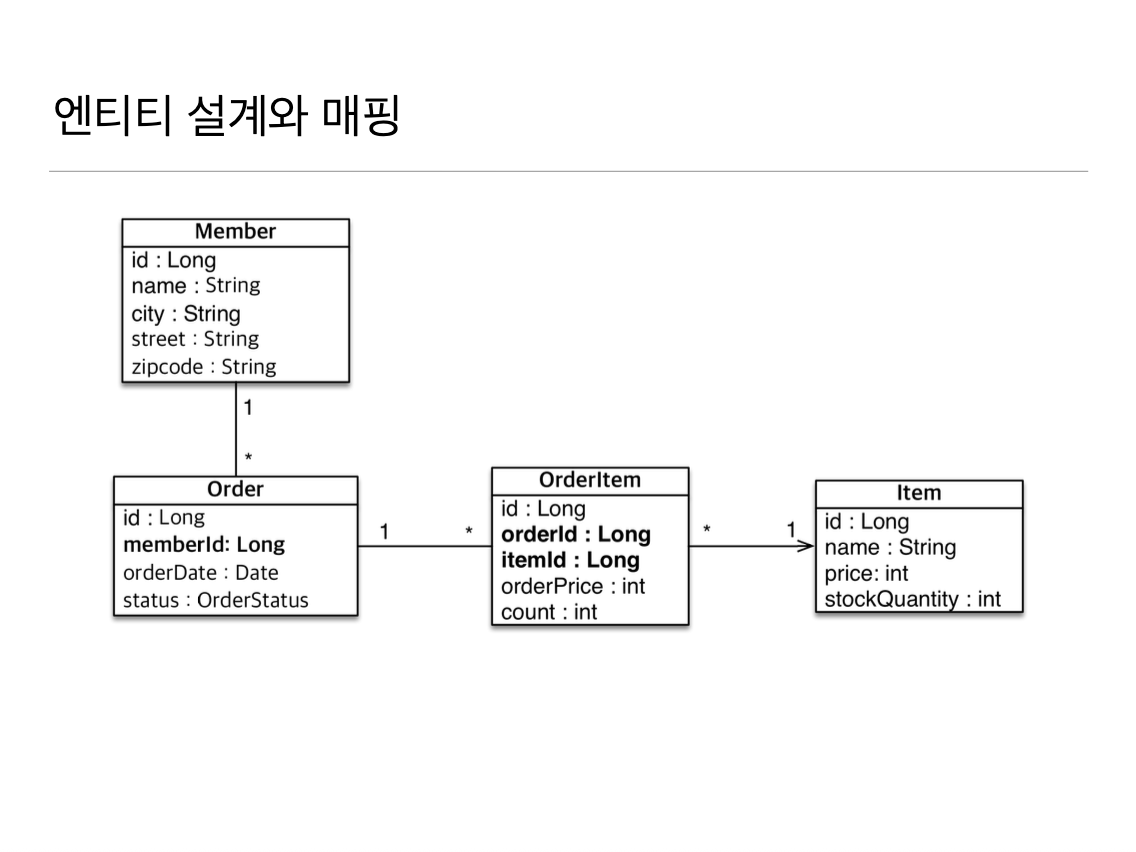 엔티티 설계와 매핑
Member
id : Long
name : String
city : String
street : String
zipcode : String
1
*
Order
id : Long
memberId: Long
orderDate : Date
status : OrderStatus
1
*
OrderItem
id : Long
orderId : Long
itemId : Long
orderPrice : int
count : int
*
1
Item
id : Long
name : String
price: int
stockQuantity : int